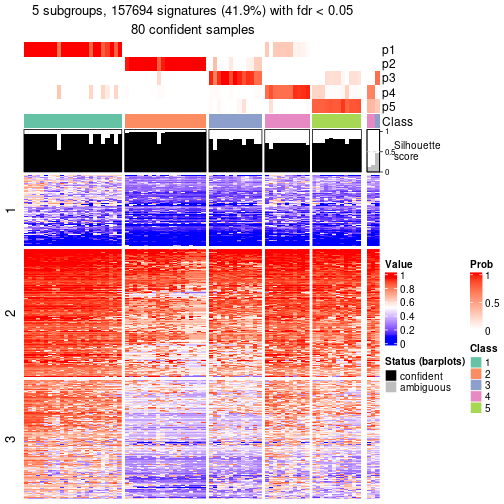 5 subgroups, 157694 signatures (41.9%) with fdr < 0.05
80 confident samples
p1
p2
p3
p4
p5
Class
1
0.5
0
Silhouette
score
1
2
3
Value
1
0.8
0.6
0.4
0.2
0
Status (barplots)
confident
ambiguous
Prob
1
0.5
0
Class
1
2
3
4
5